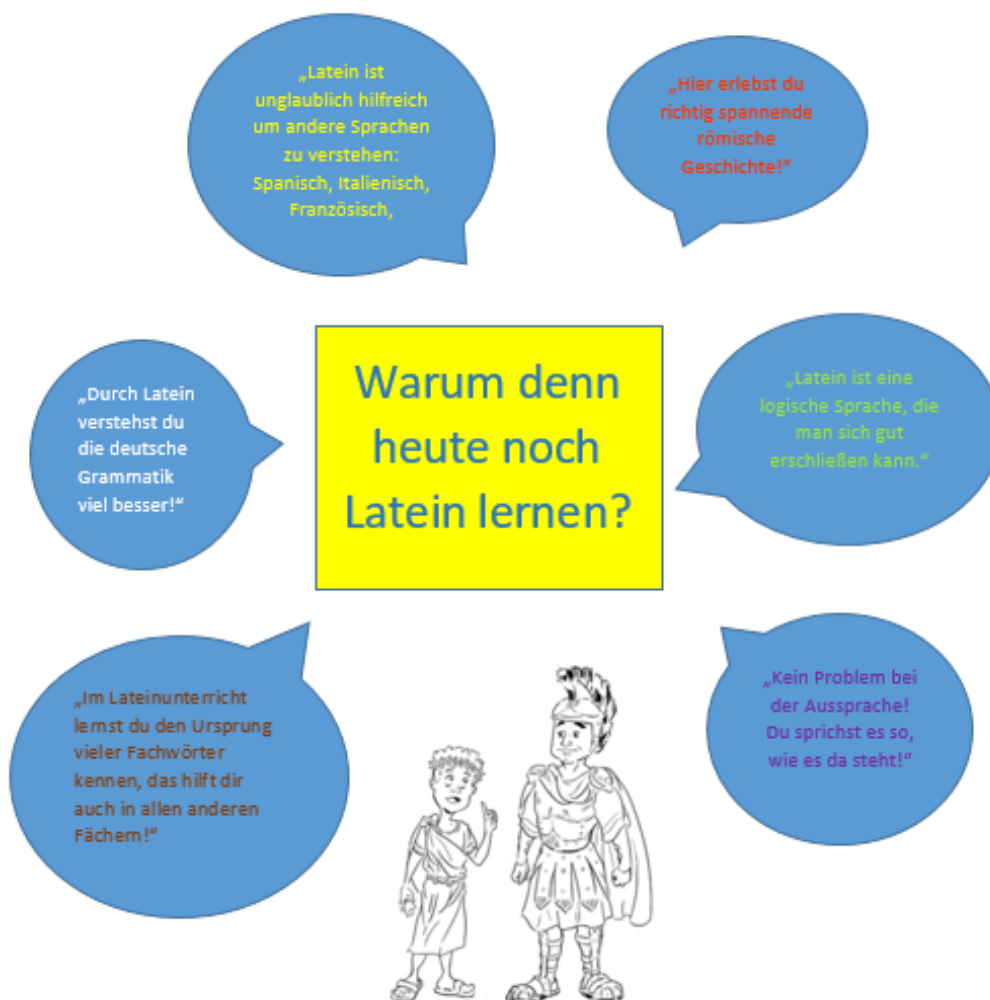 „Latein ist
unglaublich hilfreich
um andere Sprachen
zu verstehen:
Spanisch, Italienisch,
Französisch,
„Hier erlebst du
richtig spannende
römische
Geschichte!“
„Durch Latein
verstehst du
die deutsche
Grammatik
viel besser!“
Warum denn
heute noch
Latein lernen?
„Latein ist eine
logische Sprache, die
man sich gut
erschließen kann.“
„Im Lateinunterricht
lernst du den Ursprung
vieler Fachwörter
kennen, das hilft dir
auch in allen anderen
Fächern!“
„Kein Problem bei
der Aussprache!
Du sprichst es so,
wie es da steht!“